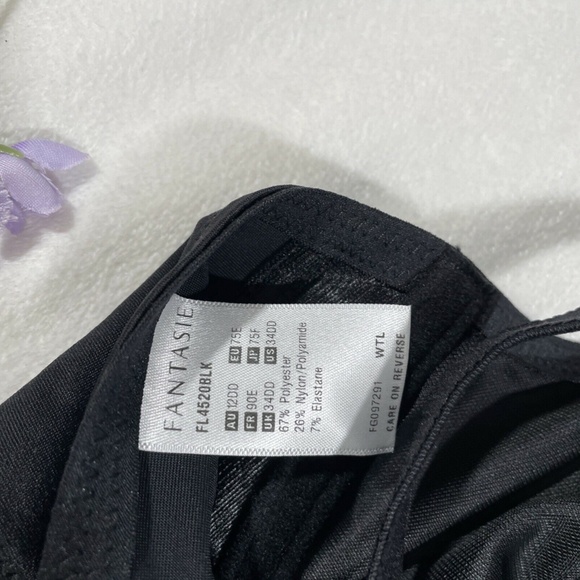 FANTASIE
FL4520BLK
AU 12DD EU 75E
FR 90E JP 75F
UK 34DD US 34DD
67% Polyester
26% Nylon/Polyamide
7% Elastane
FG097291 WTL
CARE ON REVERSE